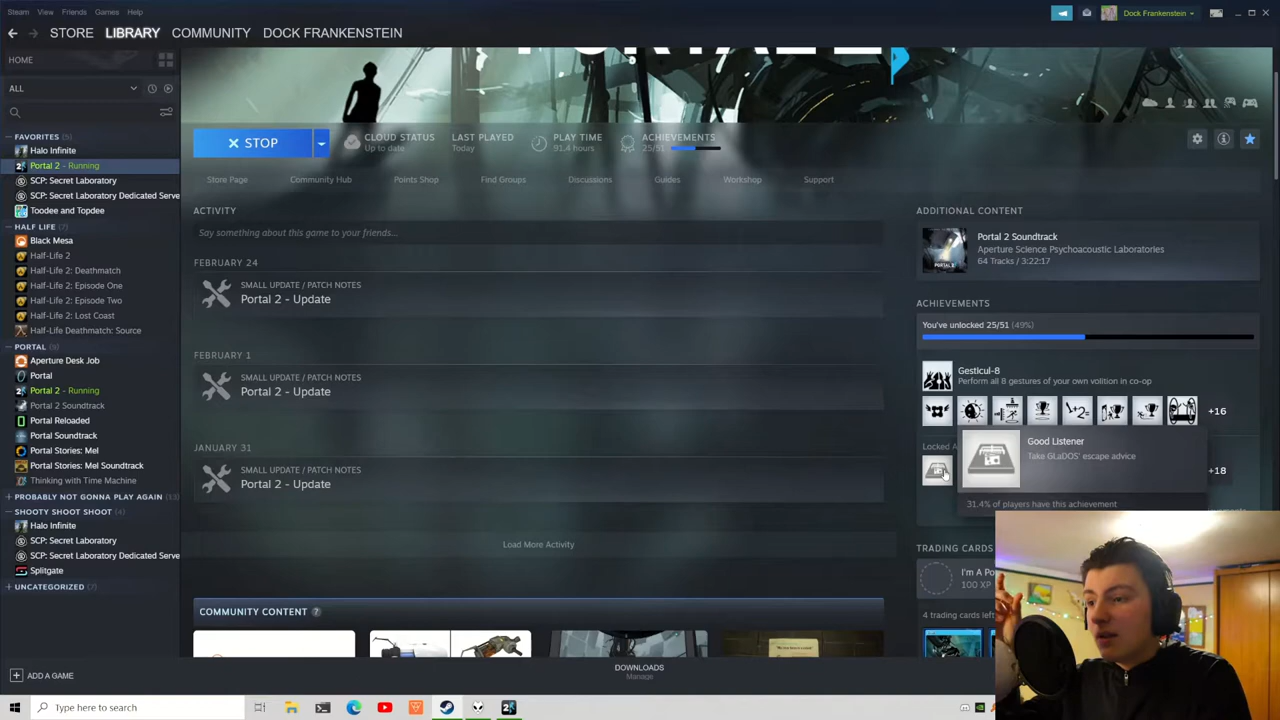 Steam View Friends Games Help
Dock Frankenstein
STORE LIBRARY COMMUNITY DOCK FRANKENSTEIN
HOME
ALL
FAVORITES (5)
Halo Infinite
Portal 2 - Running
SCP: Secret Laboratory
SCP: Secret Laboratory Dedicated Serve
Toodee and Topdee
HALF LIFE (7)
Black Mesa
Half-Life 2
Half-Life 2: Deathmatch
Half-Life 2: Episode One
Half-Life 2: Episode Two
Half-Life 2: Lost Coast
Half-Life Deathmatch: Source
Aperture Desk Job
Portal
Portal 2 - Running
Portal 2 Soundtrack
Portal Reloaded
Portal Soundtrack
Portal Stories: Mel
Portal Stories: Mel Soundtrack
Thinking with Time Machine
PROBABLY NOT GONNA PLAY AGAIN
SHOOTY SHOOT SHOOT (4)
Halo Infinite
SCP: Secret Laboratory
SCP: Secret Laboratory Dedicated Serve
Splitgate
UNCATEGORIZED (7)
ADD A GAME
STOP
CLOUD STATUS
Up to date
LAST PLAYED
Today
PLAY TIME
91.4 hours
ACHIEVEMENTS
25/51
Store Page Community Hub Points Shop Find Groups Discussions Guides Workshop Support
ACTIVITY
Say something about this game to your friends...
FEBRUARY 24
SMALL UPDATE / PATCH NOTES
Portal 2 - Update
FEBRUARY 1
SMALL UPDATE / PATCH NOTES
Portal 2 - Update
JANUARY 31
SMALL UPDATE / PATCH NOTES
Portal 2 - Update
Load More Activity
COMMUNITY CONTENT ?
ADDITIONAL CONTENT
Portal 2 Soundtrack
Aperture Science Psychoacoustic Laboratories
64 Tracks / 3:22:17
ACHIEVEMENTS
You've unlocked 25/51 (49%)
Gesticul-8
Perform all 8 gestures of your own volition in co-op
+16
Locked A
Good Listener
Take GLaDOS' escape advice
31.4% of players have this achievement
+18
TRADING CARDS
I'm A Po
100 XP
4 trading cards left
DOWNLOADS
Manage
Type here to search